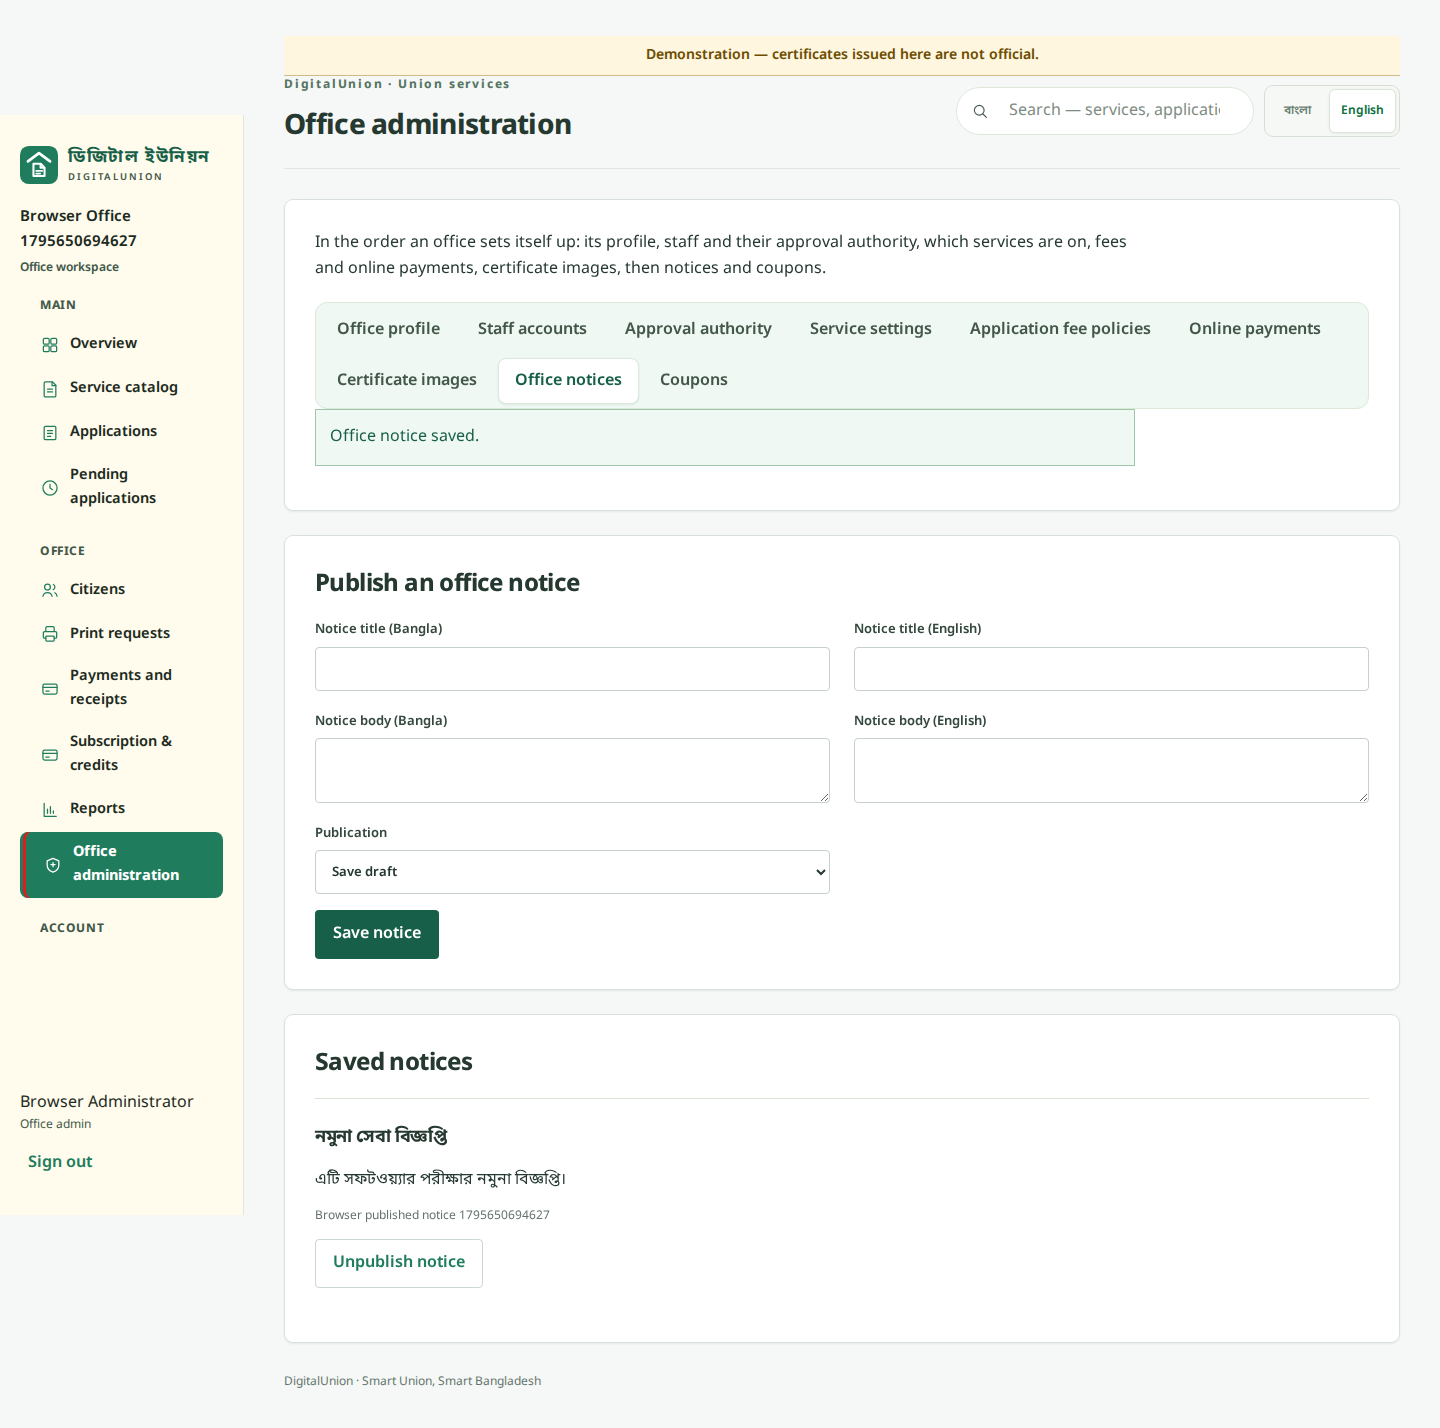 Demonstration — certificates issued here are not official.
DigitalUnion · Union services
Office administration
Search — services, applicati
বাংলা
English
ডিজিটাল ইউনিয়ন
DIGITALUNION
Browser Office
1795650694627
Office workspace
MAIN
Overview
Service catalog
Applications
Pending
applications
OFFICE
Citizens
Print requests
Payments and
receipts
Subscription &
credits
Reports
Office
administration
ACCOUNT
Browser Administrator
Office admin
Sign out
In the order an office sets itself up: its profile, staff and their approval authority, which services are on, fees
and online payments, certificate images, then notices and coupons.
Office profile
Staff accounts
Approval authority
Service settings
Application fee policies
Online payments
Certificate images
Office notices
Coupons
Office notice saved.
Publish an office notice
Notice title (Bangla)
Notice title (English)
Notice body (Bangla)
Notice body (English)
Publication
Save draft
Save notice
Saved notices
নমুনা সেবা বিজ্ঞপ্তি
এটি সফটওয়্যার পরীক্ষার নমুনা বিজ্ঞপ্তি।
Browser published notice 1795650694627
Unpublish notice
DigitalUnion · Smart Union, Smart Bangladesh